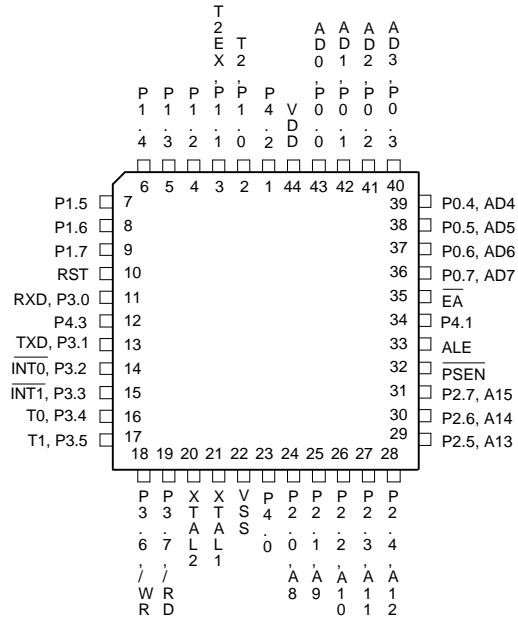 T2EX,P1.1
T2,P1.0
AD0,P0.0
AD1,P0.1
AD2,P0.2
AD3,P0.3
P1.4
P1.3
P1.2
P4.2
VDD
6 5 4 3 2 1 44 43 42 41 40
P1.5 7
P1.6 8
P1.7 9
RST 10
RXD, P3.0 11
P4.3 12
TXD, P3.1 13
INT0, P3.2 14
INT1, P3.3 15
T0, P3.4 16
T1, P3.5 17
39 P0.4, AD4
38 P0.5, AD5
37 P0.6, AD6
36 P0.7, AD7
35 EA
34 P4.1
33 ALE
32 PSEN
31 P2.7, A15
30 P2.6, A14
29 P2.5, A13
18 19 20 21 22 23 24 25 26 27 28
P3.6,/WR
P3.7,/RD
XTAL2
XTAL1
VSS
P4.0
P2.0,A8
P2.1,A9
P2.2,A10
P2.3,A11
P2.4,A12